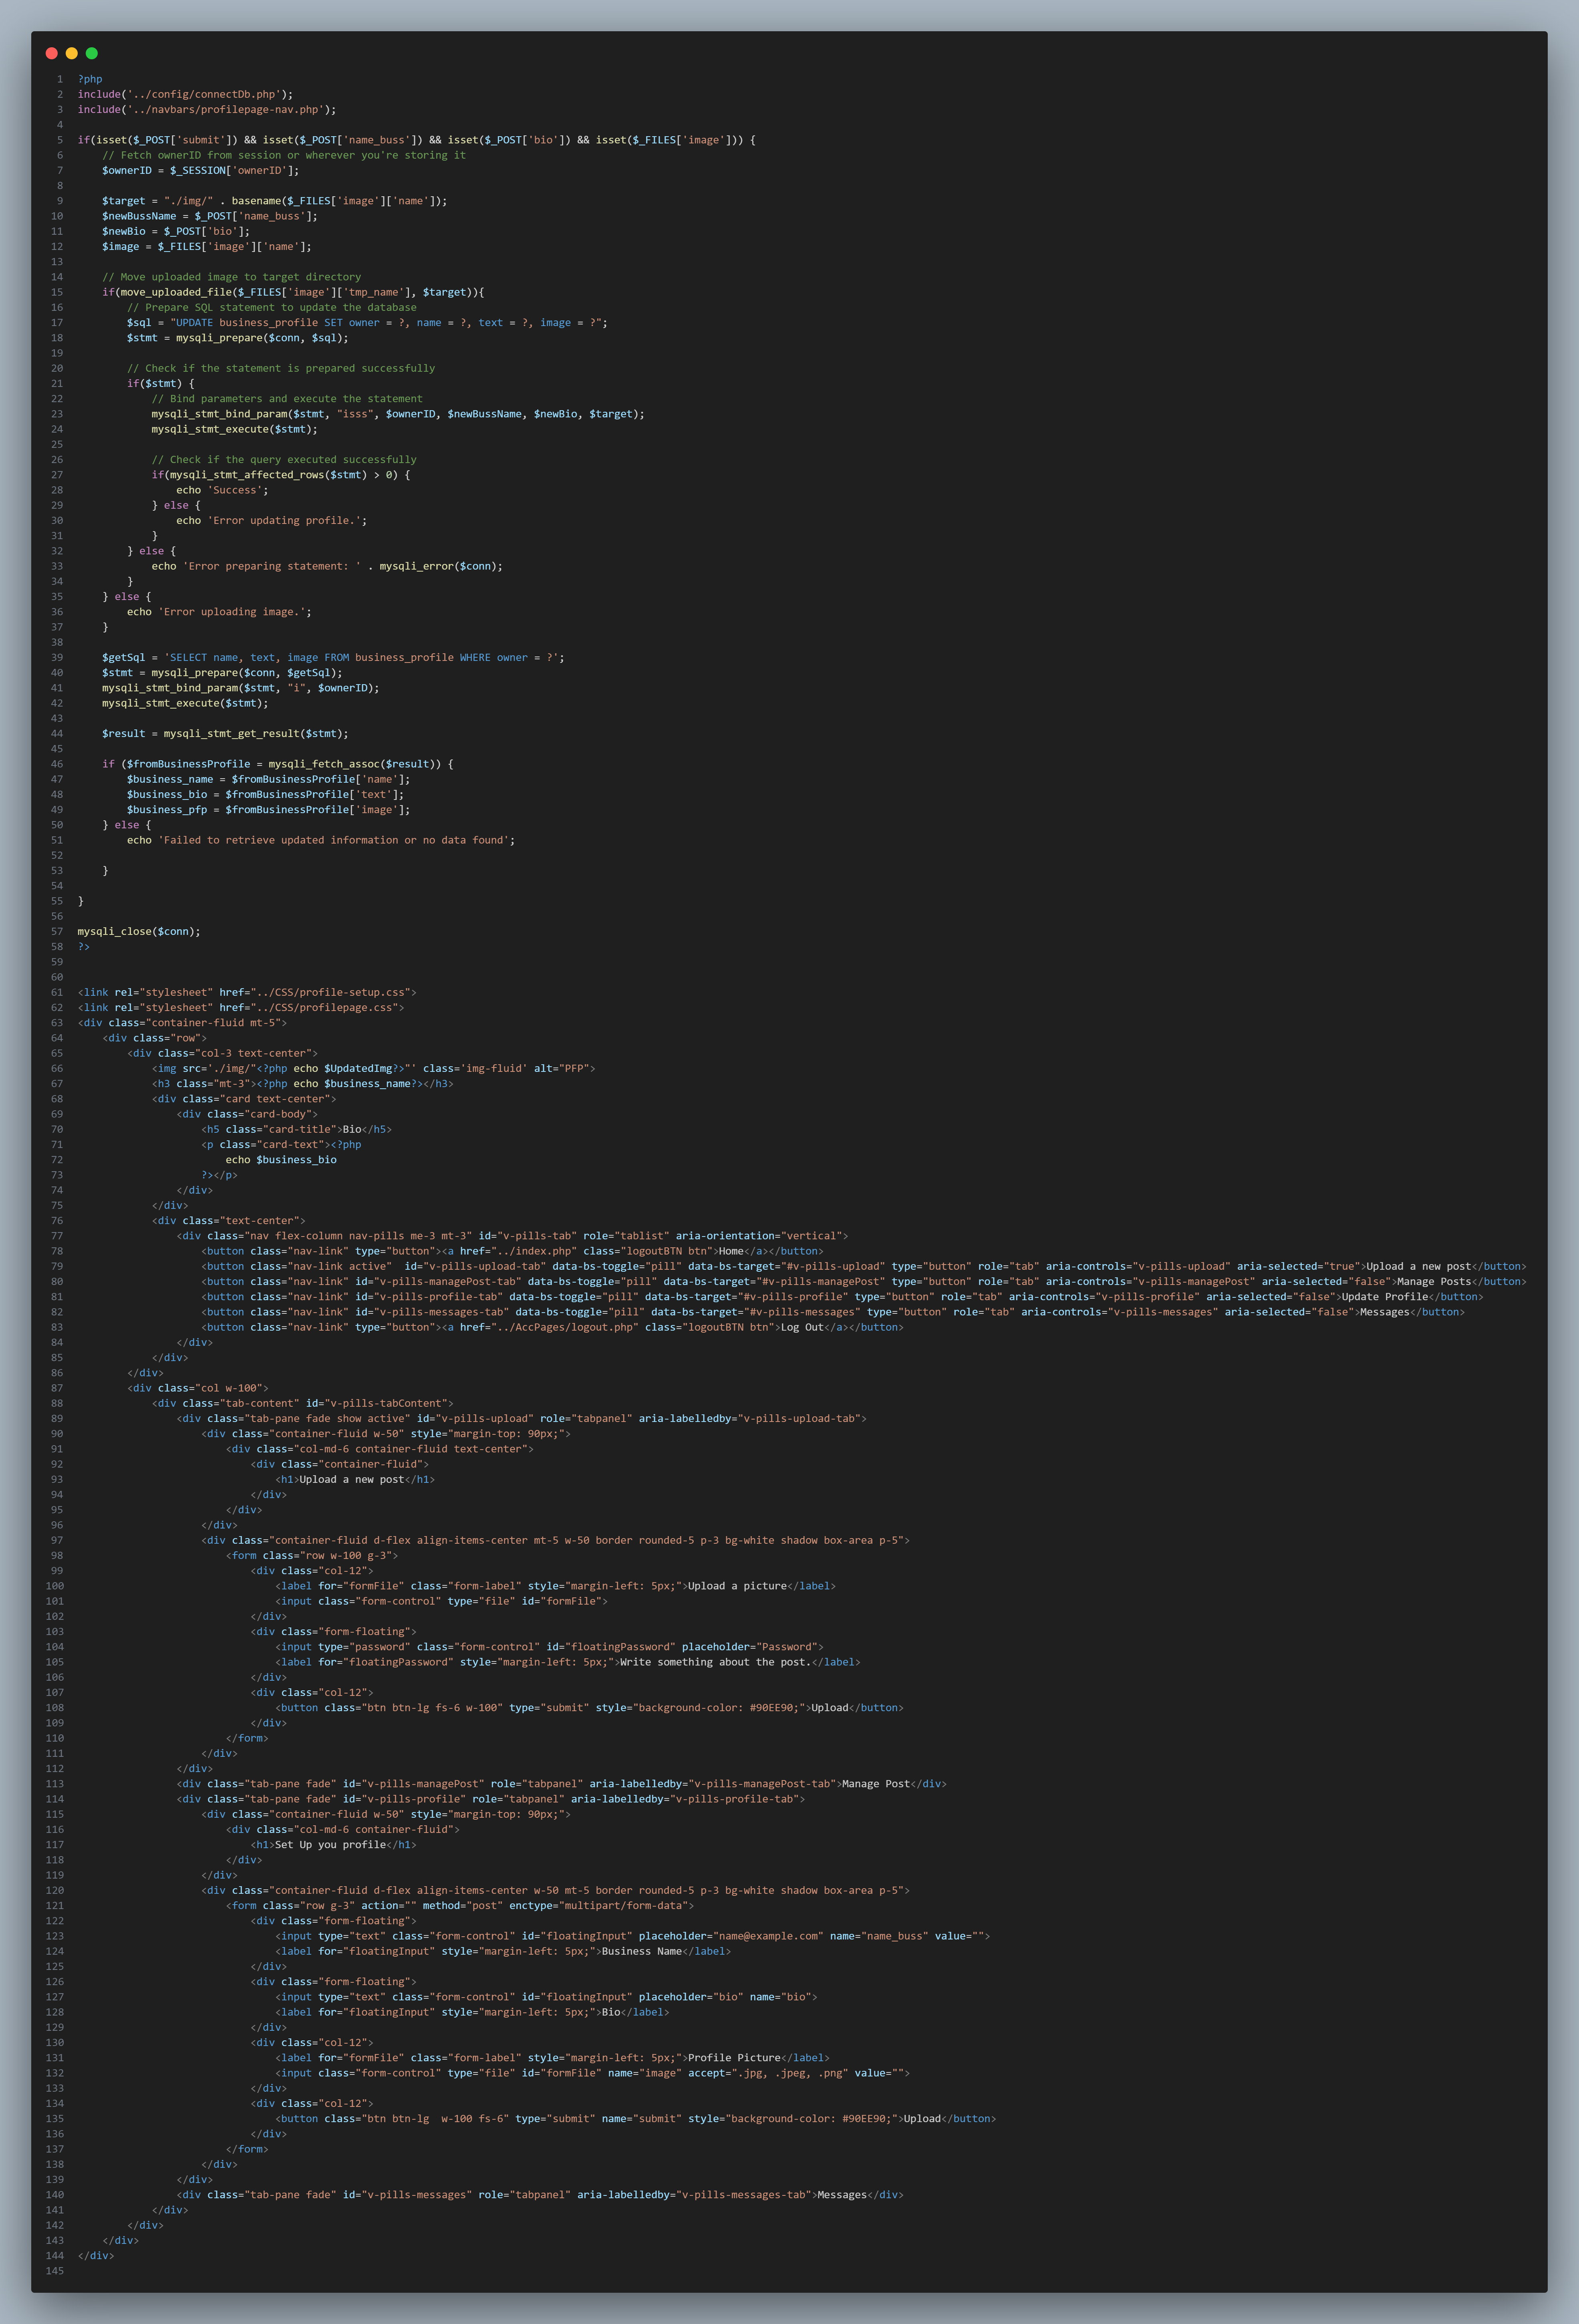 1 ?php
2 include('../config/connectDb.php');
3 include('../navbars/profilepage-nav.php');
4
5 if(isset($_POST['submit']) && isset($_POST['name_buss']) && isset($_POST['bio']) && isset($_FILES['image'])) {
6     // Fetch ownerID from session or wherever you're storing it
7     $ownerID = $_SESSION['ownerID'];
8
9     $target = "./img/" . basename($_FILES['image']['name']);
10     $newBussName = $_POST['name_buss'];
11     $newBio = $_POST['bio'];
12     $image = $_FILES['image']['name'];
13
14     // Move uploaded image to target directory
15     if(move_uploaded_file($_FILES['image']['tmp_name'], $target)){
16         // Prepare SQL statement to update the database
17         $sql = "UPDATE business_profile SET owner = ?, name = ?, text = ?, image = ?";
18         $stmt = mysqli_prepare($conn, $sql);
19
20         // Check if the statement is prepared successfully
21         if($stmt) {
22             // Bind parameters and execute the statement
23             mysqli_stmt_bind_param($stmt, "isss", $ownerID, $newBussName, $newBio, $target);
24             mysqli_stmt_execute($stmt);
25
26             // Check if the query executed successfully
27             if(mysqli_stmt_affected_rows($stmt) > 0) {
28                 echo 'Success';
29             } else {
30                 echo 'Error updating profile.';
31             }
32         } else {
33             echo 'Error preparing statement: ' . mysqli_error($conn);
34         }
35     } else {
36         echo 'Error uploading image.';
37     }
38
39     $getSql = 'SELECT name, text, image FROM business_profile WHERE owner = ?';
40     $stmt = mysqli_prepare($conn, $getSql);
41     mysqli_stmt_bind_param($stmt, "i", $ownerID);
42     mysqli_stmt_execute($stmt);
43
44     $result = mysqli_stmt_get_result($stmt);
45
46     if ($fromBusinessProfile = mysqli_fetch_assoc($result)) {
47         $business_name = $fromBusinessProfile['name'];
48         $business_bio = $fromBusinessProfile['text'];
49         $business_pfp = $fromBusinessProfile['image'];
50     } else {
51         echo 'Failed to retrieve updated information or no data found';
52
53     }
54
55 }
56
57 mysqli_close($conn);
58 ?>
59
60
61 <link rel="stylesheet" href="../CSS/profile-setup.css">
62 <link rel="stylesheet" href="../CSS/profilepage.css">
63 <div class="container-fluid mt-5">
64     <div class="row">
65         <div class="col-3 text-center">
66             <img src='./img/"<?php echo $UpdatedImg?>"' class='img-fluid' alt="PFP">
67             <h3 class="mt-3"><?php echo $business_name?></h3>
68             <div class="card text-center">
69                 <div class="card-body">
70                     <h5 class="card-title">Bio</h5>
71                     <p class="card-text"><?php
72                         echo $business_bio
73                     ?></p>
74                 </div>
75             </div>
76             <div class="text-center">
77                 <div class="nav flex-column nav-pills me-3 mt-3" id="v-pills-tab" role="tablist" aria-orientation="vertical">
78                     <button class="nav-link" type="button"><a href="../index.php" class="logoutBTN btn">Home</a></button>
79                     <button class="nav-link active"  id="v-pills-upload-tab" data-bs-toggle="pill" data-bs-target="#v-pills-upload" type="button" role="tab" aria-controls="v-pills-upload" aria-selected="true">Upload a new post</button>
80                     <button class="nav-link" id="v-pills-managePost-tab" data-bs-toggle="pill" data-bs-target="#v-pills-managePost" type="button" role="tab" aria-controls="v-pills-managePost" aria-selected="false">Manage Posts</button>
81                     <button class="nav-link" id="v-pills-profile-tab" data-bs-toggle="pill" data-bs-target="#v-pills-profile" type="button" role="tab" aria-controls="v-pills-profile" aria-selected="false">Update Profile</button>
82                     <button class="nav-link" id="v-pills-messages-tab" data-bs-toggle="pill" data-bs-target="#v-pills-messages" type="button" role="tab" aria-controls="v-pills-messages" aria-selected="false">Messages</button>
83                     <button class="nav-link" type="button"><a href="../AccPages/logout.php" class="logoutBTN btn">Log Out</a></button>
84                 </div>
85             </div>
86         </div>
87         <div class="col w-100">
88             <div class="tab-content" id="v-pills-tabContent">
89                 <div class="tab-pane fade show active" id="v-pills-upload" role="tabpanel" aria-labelledby="v-pills-upload-tab">
90                     <div class="container-fluid w-50" style="margin-top: 90px;">
91                         <div class="col-md-6 container-fluid text-center">
92                             <div class="container-fluid">
93                                 <h1>Upload a new post</h1>
94                             </div>
95                         </div>
96                     </div>
97                     <div class="container-fluid d-flex align-items-center mt-5 w-50 border rounded-5 p-3 bg-white shadow box-area p-5">
98                         <form class="row w-100 g-3">
99                             <div class="col-12">
100                                 <label for="formFile" class="form-label" style="margin-left: 5px;">Upload a picture</label>
101                                 <input class="form-control" type="file" id="formFile">
102                             </div>
103                             <div class="form-floating">
104                                 <input type="password" class="form-control" id="floatingPassword" placeholder="Password">
105                                 <label for="floatingPassword" style="margin-left: 5px;">Write something about the post.</label>
106                             </div>
107                             <div class="col-12">
108                                 <button class="btn btn-lg fs-6 w-100" type="submit" style="background-color: #90EE90;">Upload</button>
109                             </div>
110                         </form>
111                     </div>
112                 </div>
113                 <div class="tab-pane fade" id="v-pills-managePost" role="tabpanel" aria-labelledby="v-pills-managePost-tab">Manage Post</div>
114                 <div class="tab-pane fade" id="v-pills-profile" role="tabpanel" aria-labelledby="v-pills-profile-tab">
115                     <div class="container-fluid w-50" style="margin-top: 90px;">
116                         <div class="col-md-6 container-fluid">
117                             <h1>Set Up you profile</h1>
118                         </div>
119                     </div>
120                     <div class="container-fluid d-flex align-items-center w-50 mt-5 border rounded-5 p-3 bg-white shadow box-area p-5">
121                         <form class="row g-3" action="" method="post" enctype="multipart/form-data">
122                             <div class="form-floating">
123                                 <input type="text" class="form-control" id="floatingInput" placeholder="name@example.com" name="name_buss" value="">
124                                 <label for="floatingInput" style="margin-left: 5px;">Business Name</label>
125                             </div>
126                             <div class="form-floating">
127                                 <input type="text" class="form-control" id="floatingInput" placeholder="bio" name="bio">
128                                 <label for="floatingInput" style="margin-left: 5px;">Bio</label>
129                             </div>
130                             <div class="col-12">
131                                 <label for="formFile" class="form-label" style="margin-left: 5px;">Profile Picture</label>
132                                 <input class="form-control" type="file" id="formFile" name="image" accept=".jpg, .jpeg, .png" value="">
133                             </div>
134                             <div class="col-12">
135                                 <button class="btn btn-lg  w-100 fs-6" type="submit" name="submit" style="background-color: #90EE90;">Upload</button>
136                             </div>
137                         </form>
138                     </div>
139                 </div>
140                 <div class="tab-pane fade" id="v-pills-messages" role="tabpanel" aria-labelledby="v-pills-messages-tab">Messages</div>
141             </div>
142         </div>
143     </div>
144 </div>
145